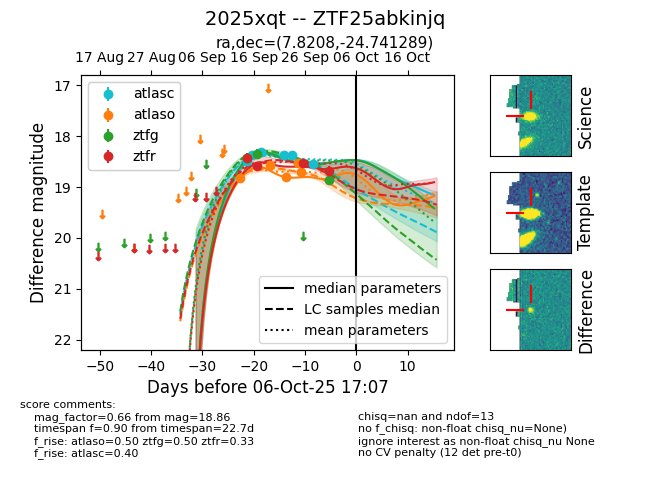 2025xqt -- ZTF25abkinjq
ra,dec=(7.8208,-24.741289)
17 Aug 27 Aug 06 Sep 16 Sep 26 Sep 06 Oct 16 Oct
17
18
19
20
21
22
Difference magnitude
atlasc
atlaso
ztfg
ztfr
median parameters
LC samples median
mean parameters
−50 −40 −30 −20 −10 0 10
Days before 06-Oct-25 17:07
Science
Template
Difference
score comments:
mag_factor=0.66 from mag=18.86
timespan f=0.90 from timespan=22.7d
f_rise: atlaso=0.50 ztfg=0.50 ztfr=0.33
f_rise: atlasc=0.40
chisq=nan and ndof=13
no f_chisq: non-float chisq_nu=None)
ignore interest as non-float chisq_nu None
no CV penalty (12 det pre-t0)